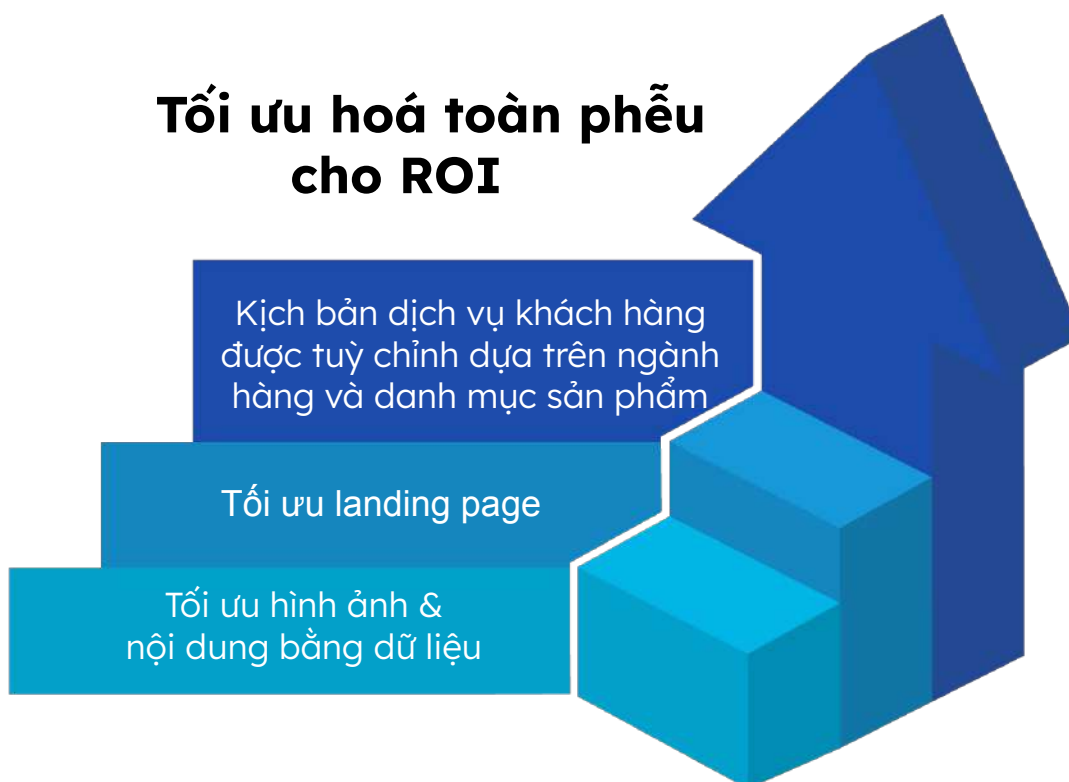 Tối ưu hoá toàn phễu
cho ROI
Kịch bản dịch vụ khách hàng
được tuỳ chỉnh dựa trên ngành
hàng và danh mục sản phẩm
Tối ưu landing page
Tối ưu hình ảnh &
nội dung bằng dữ liệu